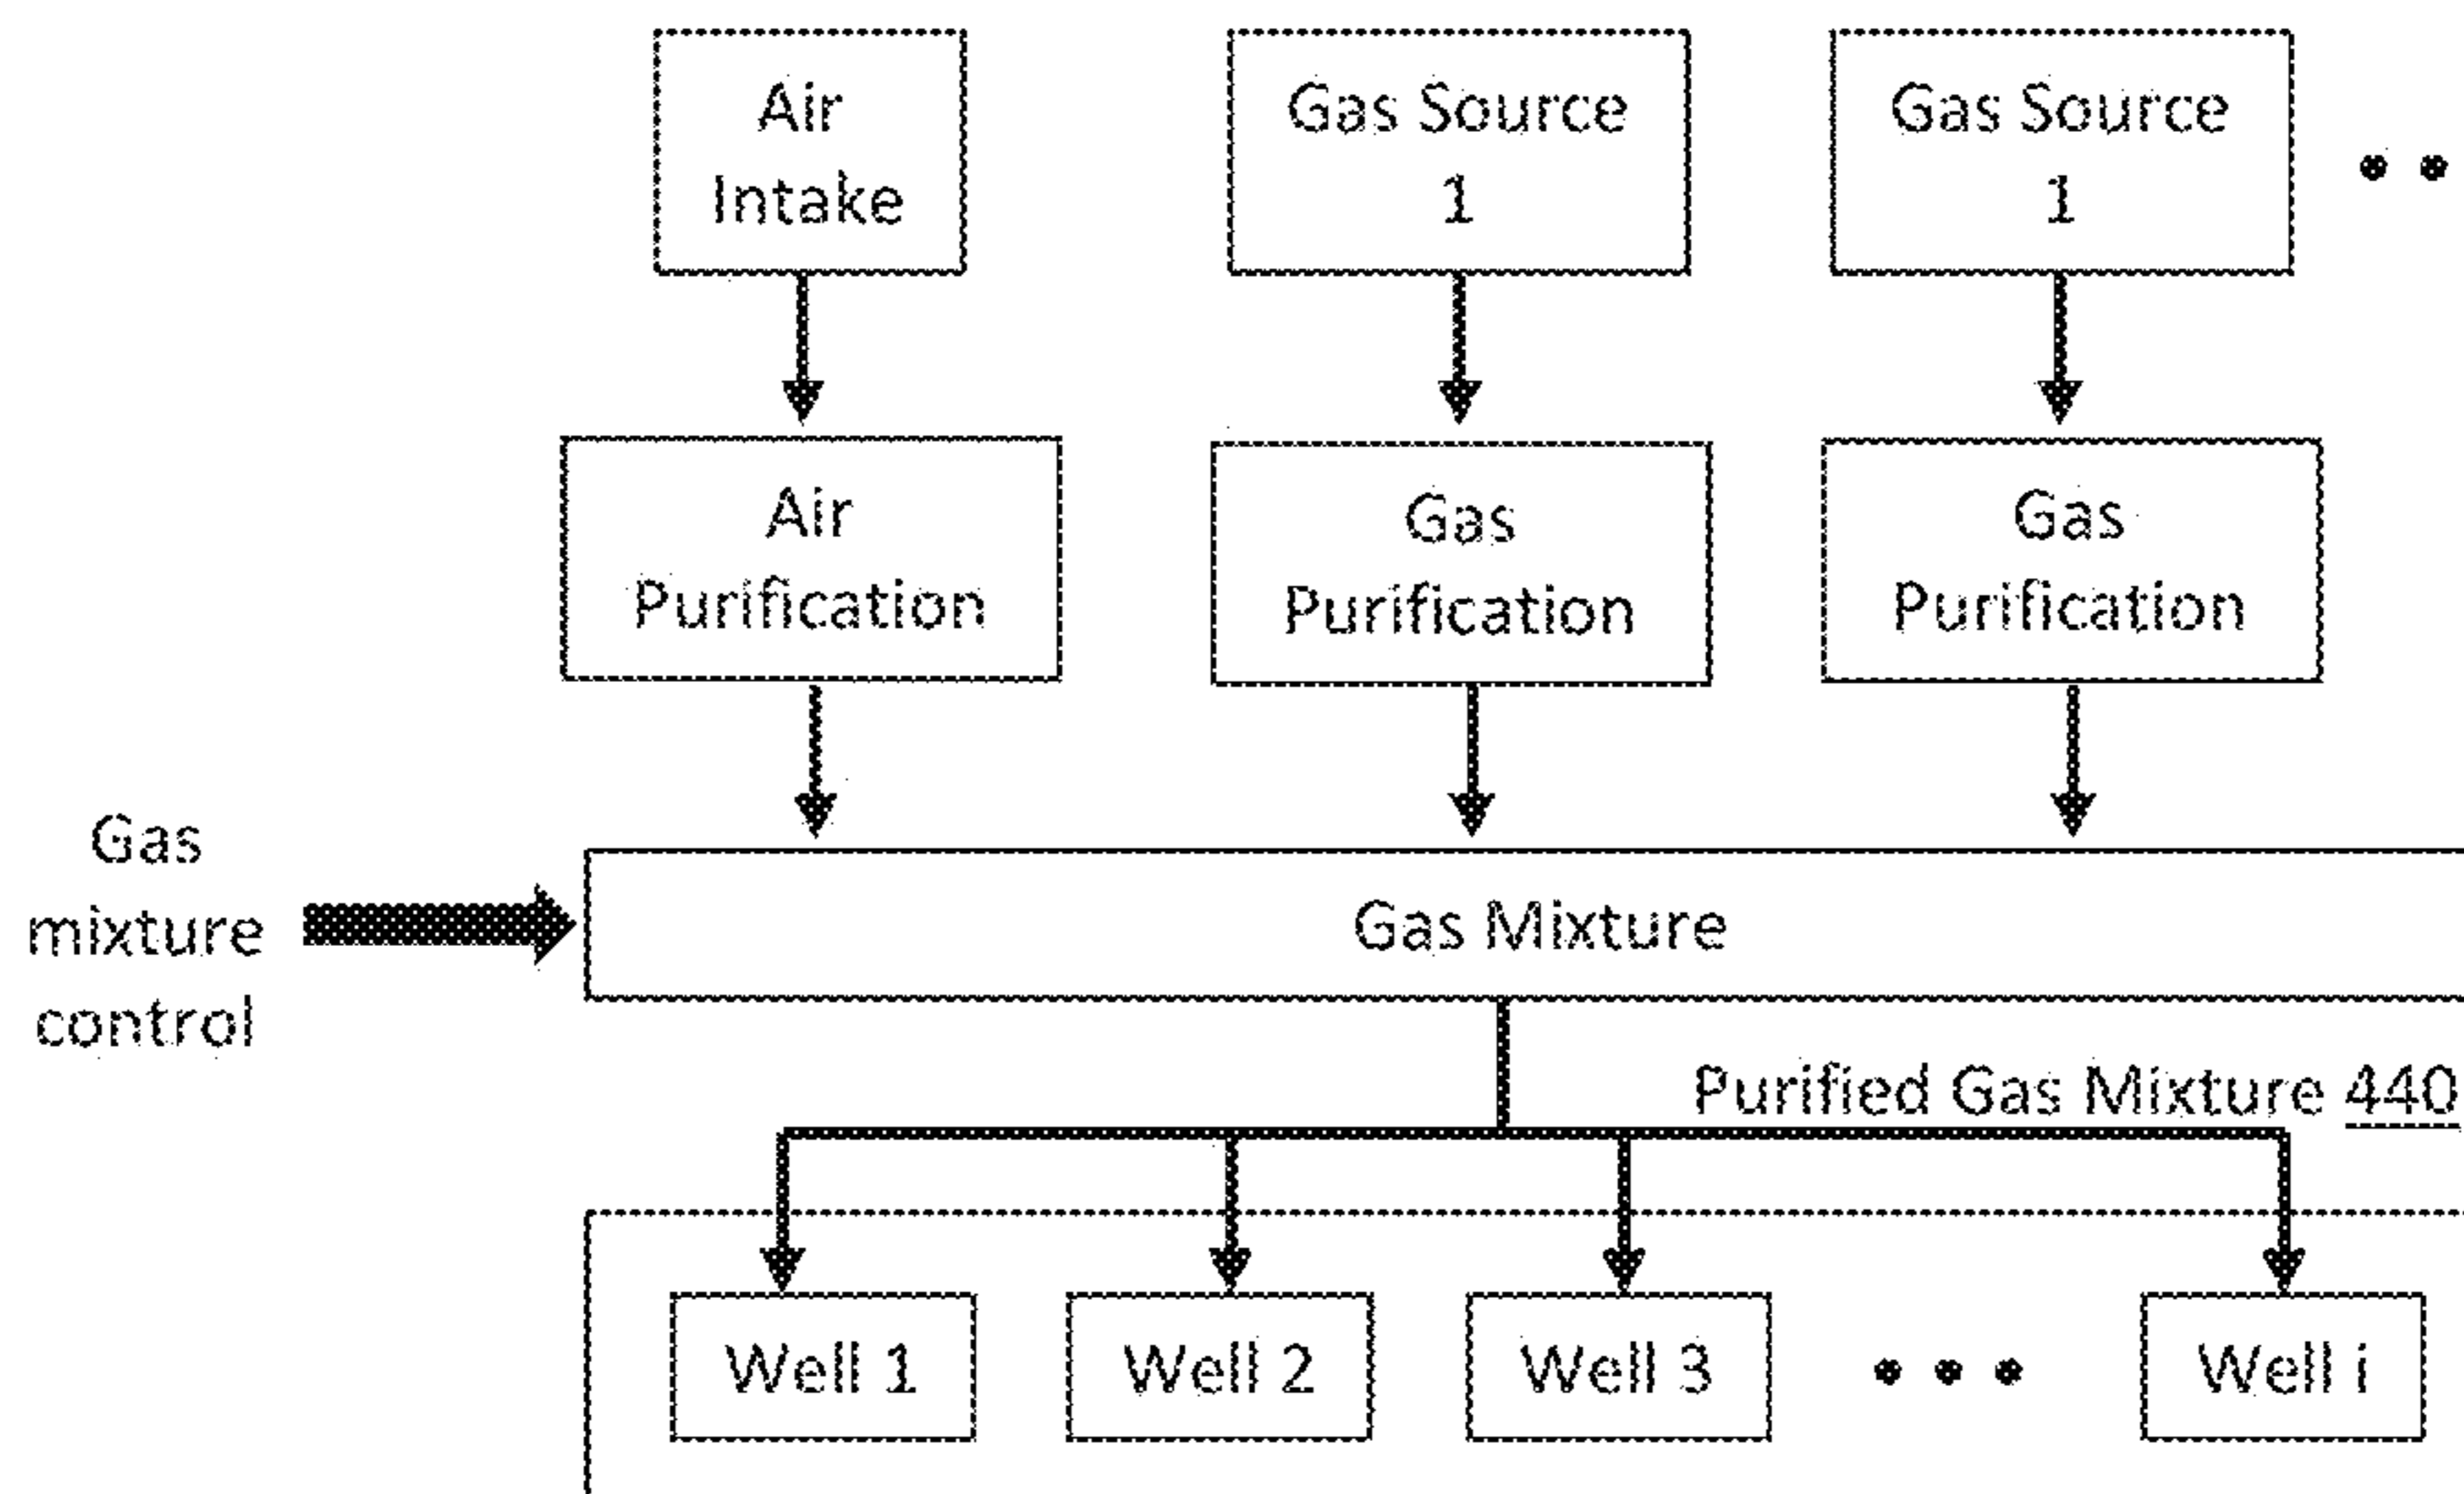 Air
Intake
Gas Source
1
Gas Source
1
Air
Purification
Gas
Purification
Gas
Purification
Gas
mixture
control
Gas Mixture
Purified Gas Mixture 440
Well 1
Well 2
Well 3
Well i